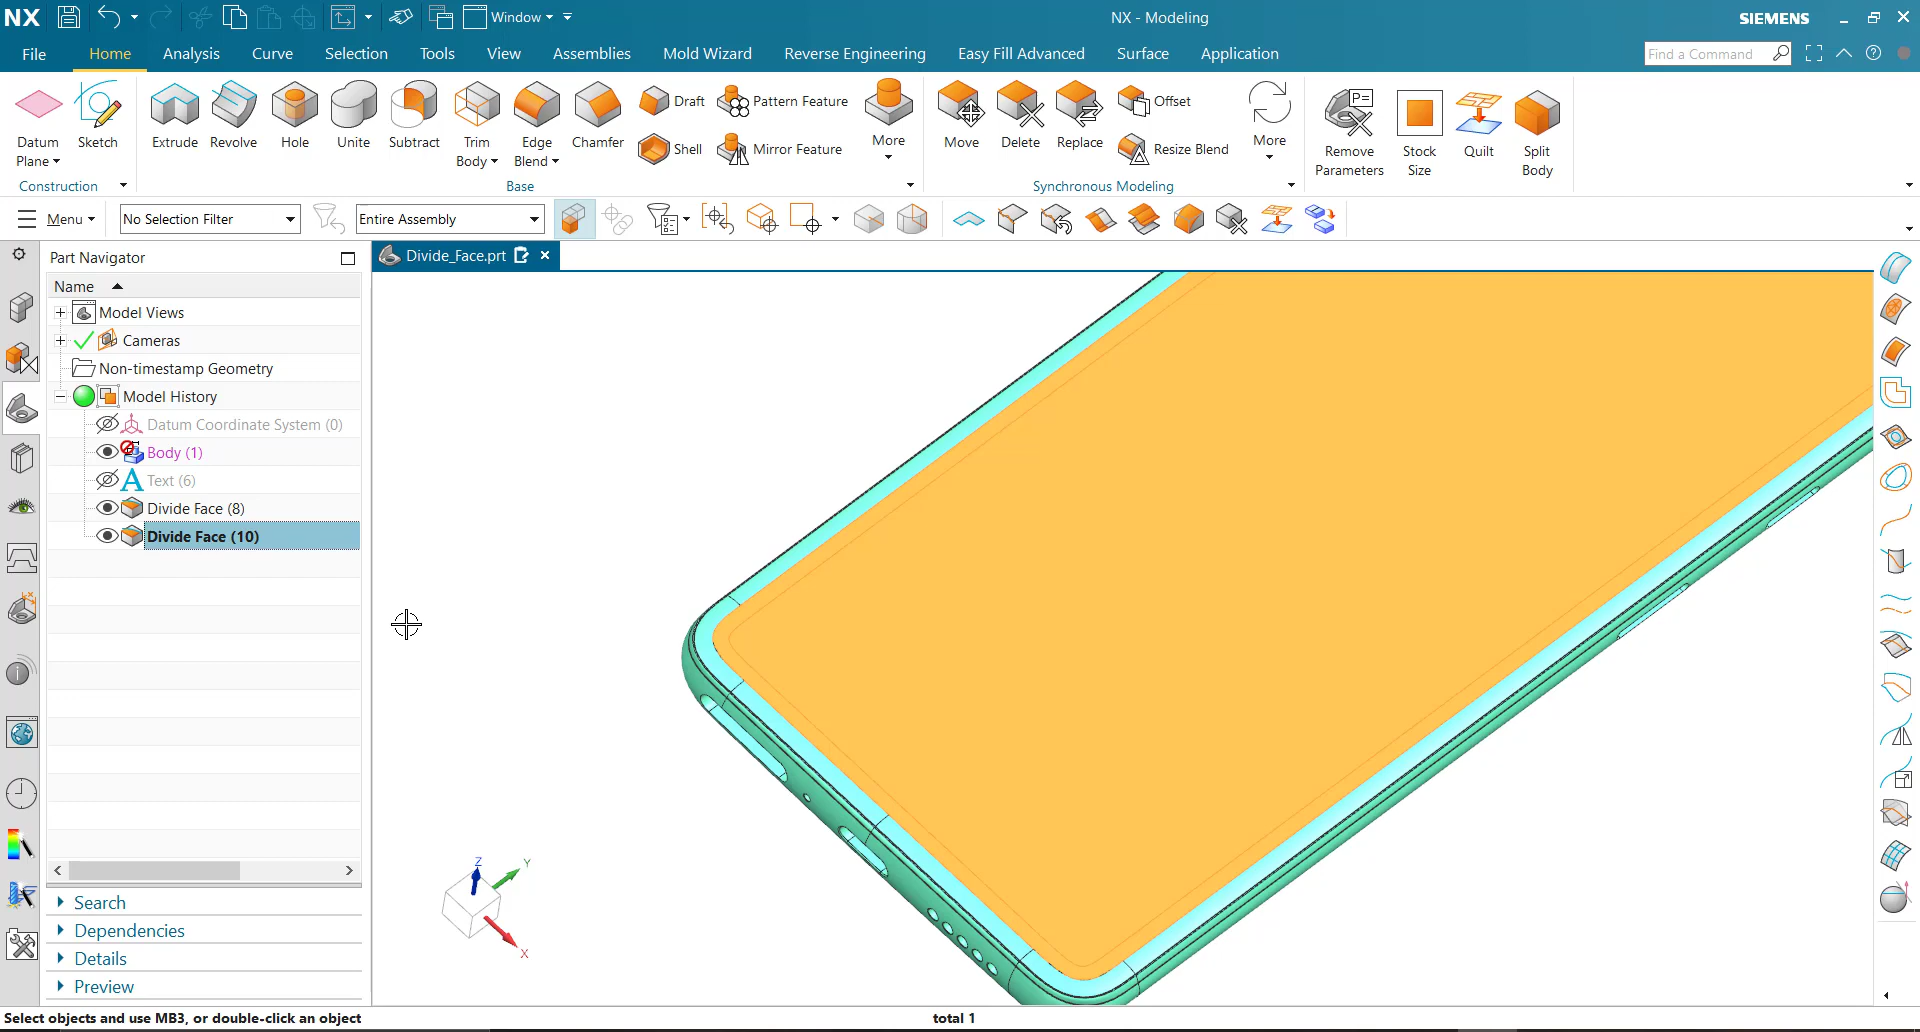 NX
Window
NX - Modeling
SIEMENS
File
Home
Analysis
Curve
Selection
Tools
View
Assemblies
Mold Wizard
Reverse Engineering
Easy Fill Advanced
Surface
Application
Find a Command
Datum
Plane
Sketch
Extrude
Revolve
Hole
Unite
Subtract
Trim
Body
Edge
Blend
Chamfer
Draft
Shell
Pattern Feature
Mirror Feature
More
Move
Delete
Replace
Offset
Resize Blend
More
P=
Remove
Parameters
Stock
Size
Quilt
Split
Body
Construction
Base
Synchronous Modeling
Menu
No Selection Filter
Entire Assembly
Part Navigator
Divide_Face.prt
Name
Model Views
Cameras
Non-timestamp Geometry
Model History
Datum Coordinate System (0)
Body (1)
Text (6)
Divide Face (8)
Divide Face (10)
Z
Y
X
Search
Dependencies
Details
Preview
Select objects and use MB3, or double-click an object
total 1